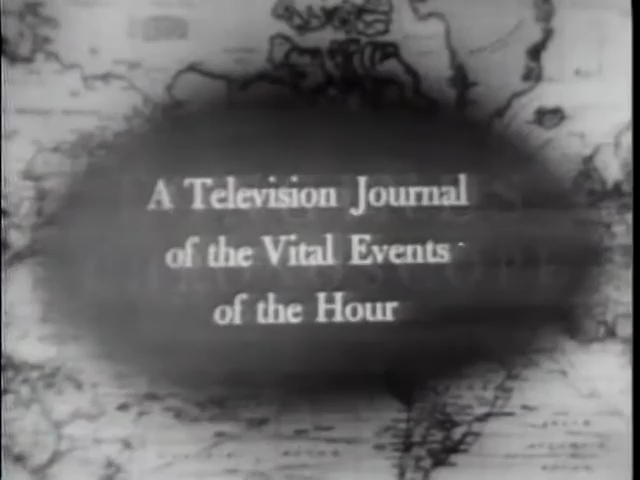 A Television Journal
of the Vital Events
of the Hour